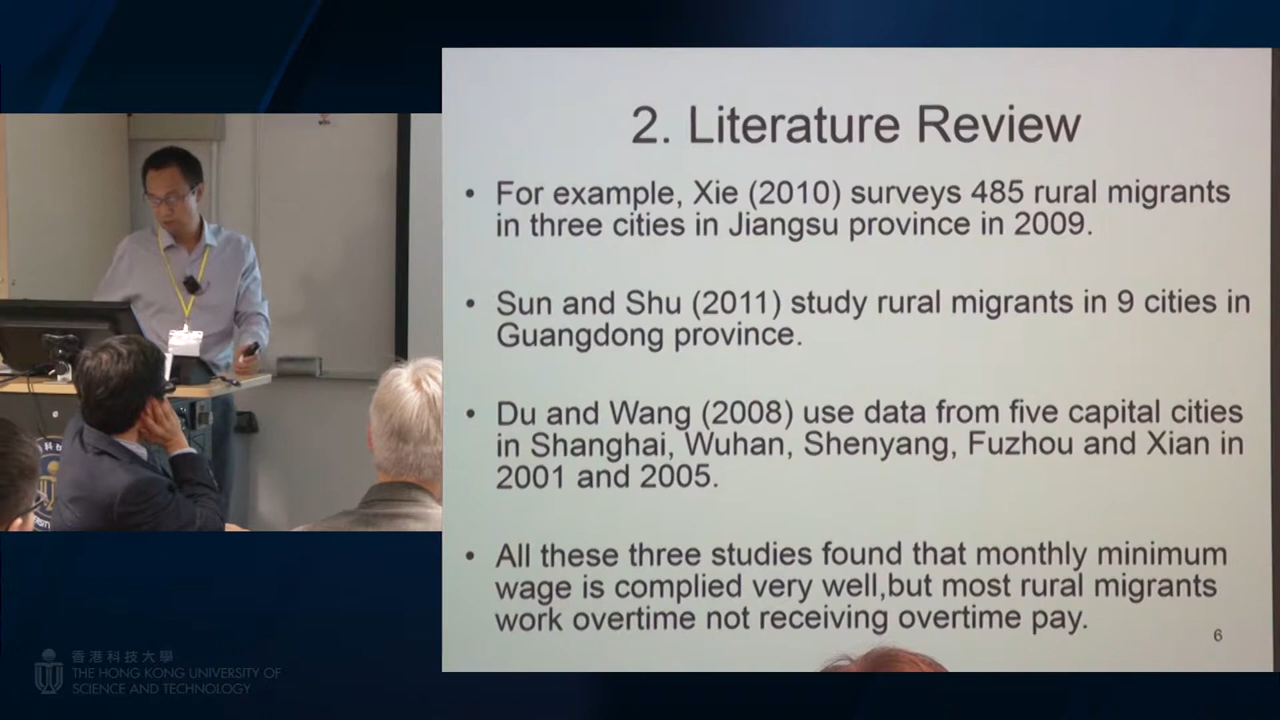 2. Literature Review
• For example, Xie (2010) surveys 485 rural migrants
in three cities in Jiangsu province in 2009.
• Sun and Shu (2011) study rural migrants in 9 cities in
Guangdong province.
• Du and Wang (2008) use data from five capital cities
in Shanghai, Wuhan, Shenyang, Fuzhou and Xian in
2001 and 2005.
• All these three studies found that monthly minimum
wage is complied very well,but most rural migrants
work overtime not receiving overtime pay.
6
香港科技大學
THE HONG KONG UNIVERSITY OF
SCIENCE AND TECHNOLOGY